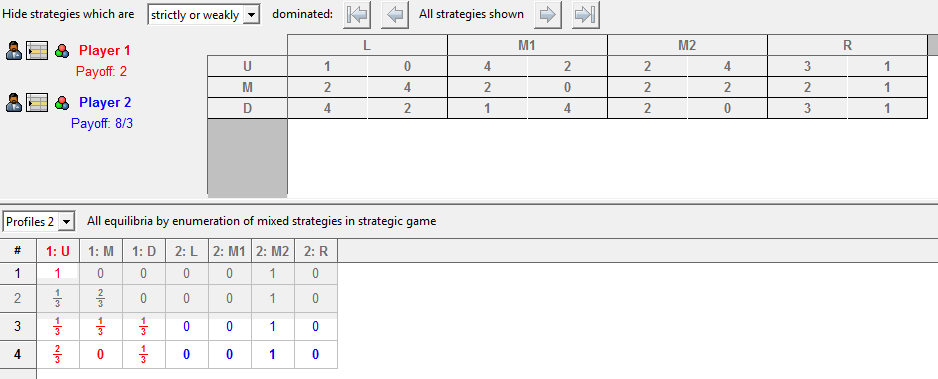 Hide strategies which are strictly or weakly dominated: All strategies shown
Player 1
Payoff: 2
Player 2
Payoff: 8/3
L M1 M2 R
U 1 0 4 2 2 4 3 1
M 2 4 2 0 2 2 2 1
D 4 2 1 4 2 0 3 1
Profiles 2 All equilibria by enumeration of mixed strategies in strategic game
# 1: U 1: M 1: D 2: L 2: M1 2: M2 2: R
1 1 0 0 0 0 1 0
2 1/3 2/3 0 0 0 1 0
3 1/3 1/3 1/3 0 0 1 0
4 2/3 0 1/3 0 0 1 0